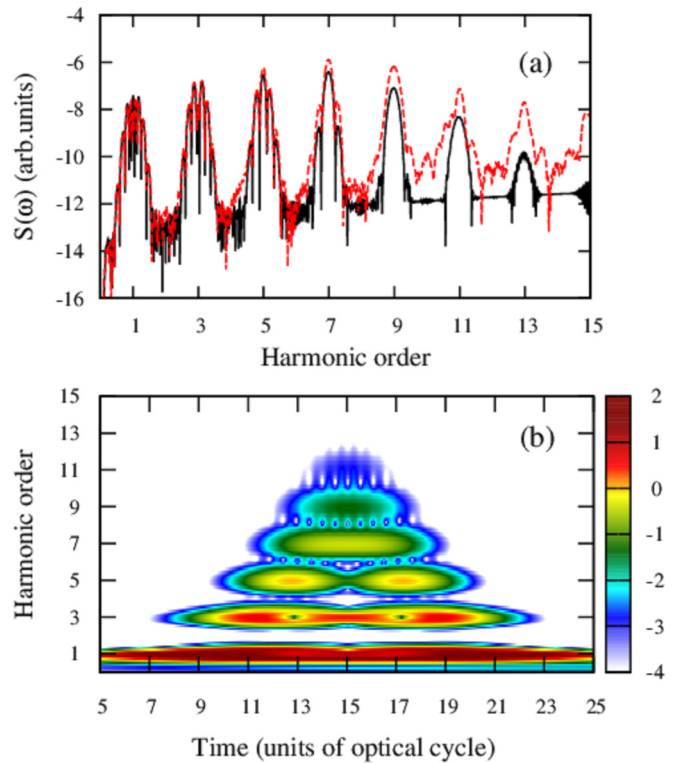 -4
-6
-8
-10
-12
-14
-16
S(ω) (arb.units)
(a)
1 3 5 7 9 11 13 15
Harmonic order
15
13
11
9
7
5
3
1
Harmonic order
(b)
2
1
0
-1
-2
-3
-4
5 7 9 11 13 15 17 19 21 23 25
Time (units of optical cycle)